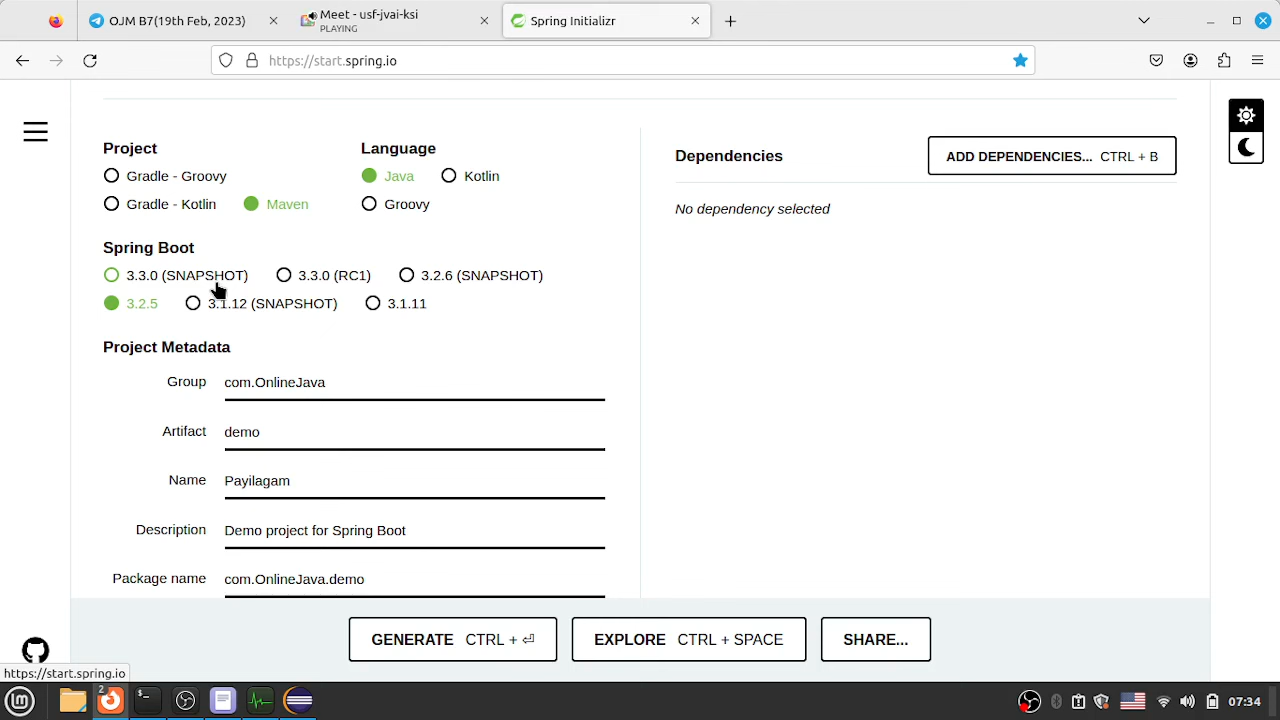 OJM B7(19th Feb, 2023)
Meet - usf-jvai-ksi
PLAYING
Spring Initializr
https://start.spring.io
Project
Language
Dependencies
ADD DEPENDENCIES... CTRL + B
Gradle - Groovy
Java
Kotlin
Gradle - Kotlin
Maven
Groovy
No dependency selected
Spring Boot
3.3.0 (SNAPSHOT)
3.3.0 (RC1)
3.2.6 (SNAPSHOT)
3.2.5
3.1.12 (SNAPSHOT)
3.1.11
Project Metadata
Group com.OnlineJava
Artifact demo
Name Payilagam
Description Demo project for Spring Boot
Package name com.OnlineJava.demo
GENERATE CTRL + ⏎
EXPLORE CTRL + SPACE
SHARE...
https://start.spring.io
2
07:34